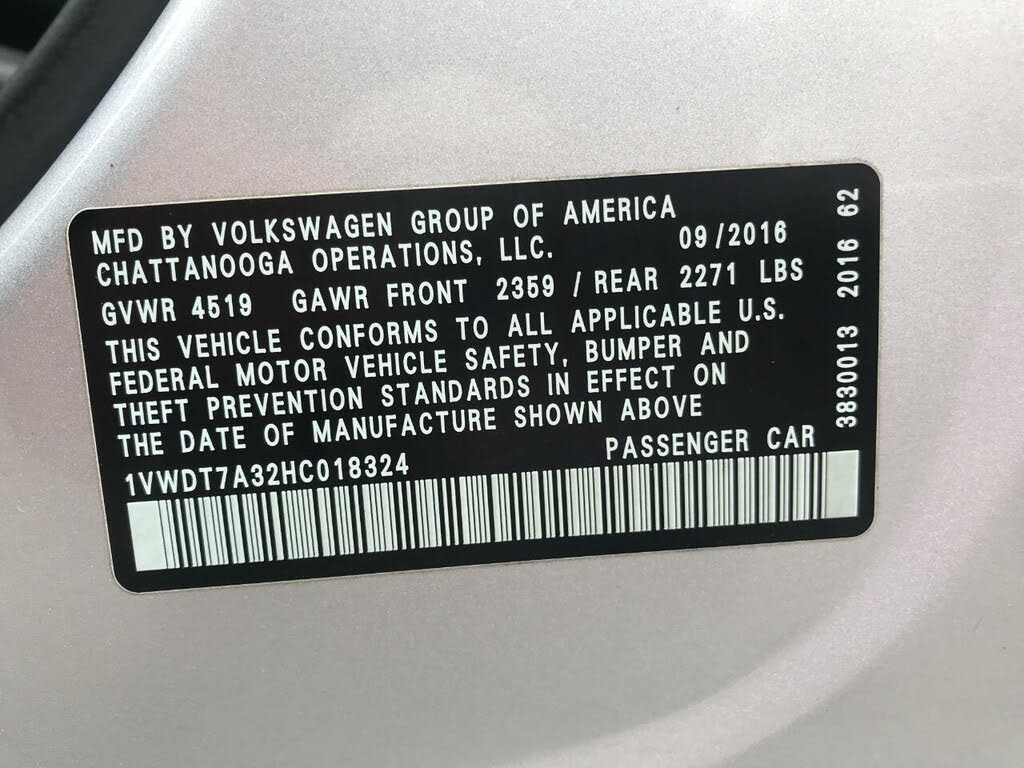 MFD BY VOLKSWAGEN GROUP OF AMERICA
CHATTANOOGA OPERATIONS, LLC. 09/2016
GVWR 4519 GAWR FRONT 2359 / REAR 2271 LBS
THIS VEHICLE CONFORMS TO ALL APPLICABLE U.S.
FEDERAL MOTOR VEHICLE SAFETY, BUMPER AND
THEFT PREVENTION STANDARDS IN EFFECT ON
THE DATE OF MANUFACTURE SHOWN ABOVE
1VWDT7A32HC018324 PASSENGER CAR
3830013 2016 62